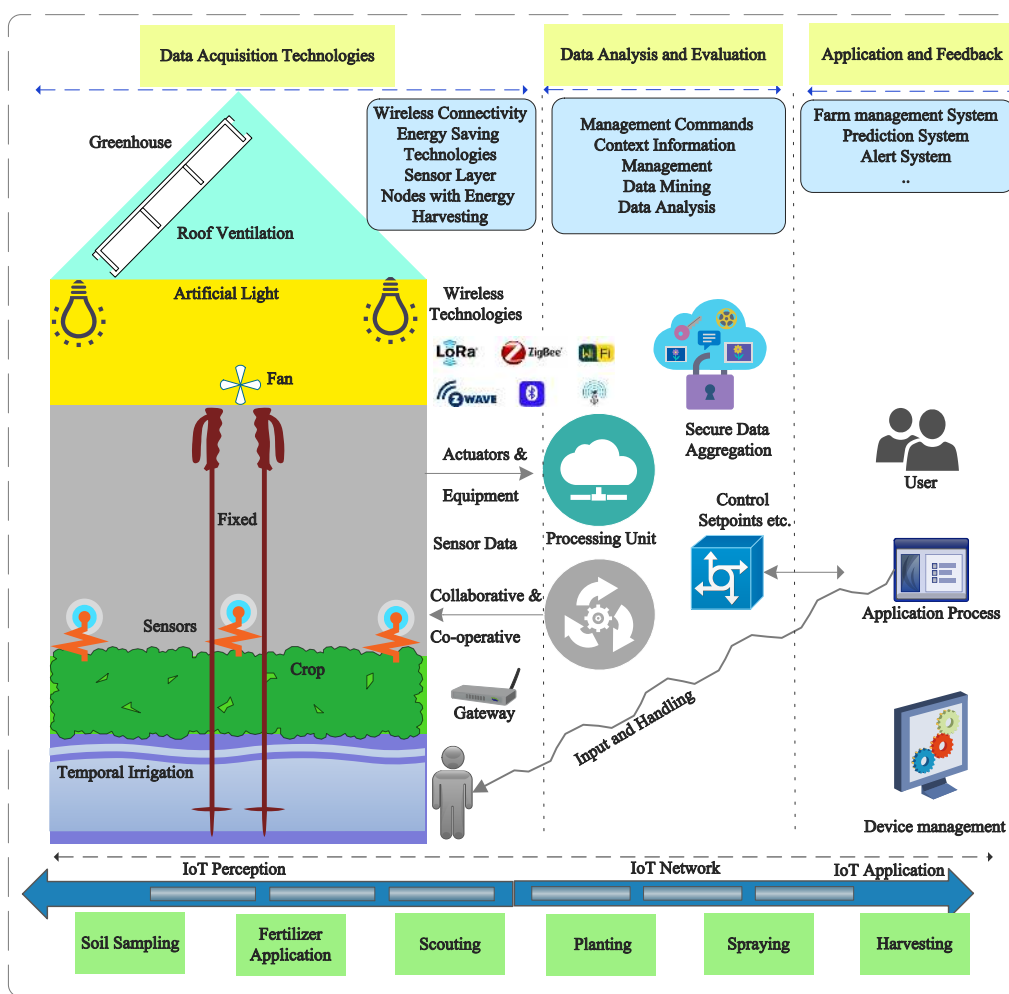 Data Acquisition Technologies
Data Analysis and Evaluation
Application and Feedback
Wireless Connectivity
Energy Saving
Technologies
Sensor Layer
Nodes with Energy
Harvesting
Management Commands
Context Information
Management
Data Mining
Data Analysis
Farm management System
Prediction System
Alert System
..
Greenhouse
Roof Ventilation
Artificial Light
Fan
Fixed
Sensors
Crop
Temporal Irrigation
Wireless
Technologies
LoRa
ZigBee
Wi Fi
Z WAVE
Actuators &
Equipment
Sensor Data
Collaborative &
Co-operative
Gateway
Processing Unit
Secure Data
Aggregation
Control
Setpoints etc.
Input and Handling
User
Application Process
Device management
IoT Perception
IoT Network
IoT Application
Soil Sampling
Fertilizer
Application
Scouting
Planting
Spraying
Harvesting